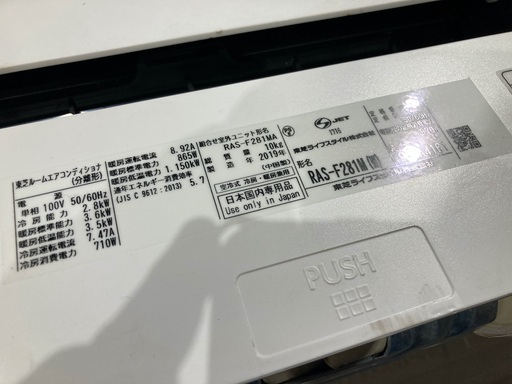 東芝ルームエアコンディショナ
(分離形)
電源
単相 100V 50/60Hz
冷房能力 2.8kW
暖房標準能力 3.6kW
暖房低温能力 3.5kW
冷房運転電流 7.47A
冷房消費電力 710W
暖房運転電流 8.92A
暖房標準電力 865W
暖房低温電力 1,150kW
通年エネルギー消費効率
(JIS C 9612:2013) 5.7
組合せ室外ユニット形名
RAS-F281MA
質量 10kg
製造年 2019年
(中国製)
空冷式 冷房・暖房兼用
日本国内専用品
Use only in Japan
JET
東芝ライフスタイル株式会社
形名
RAS-F281M(W)
東芝ライフスタイル株式会社
PUSH